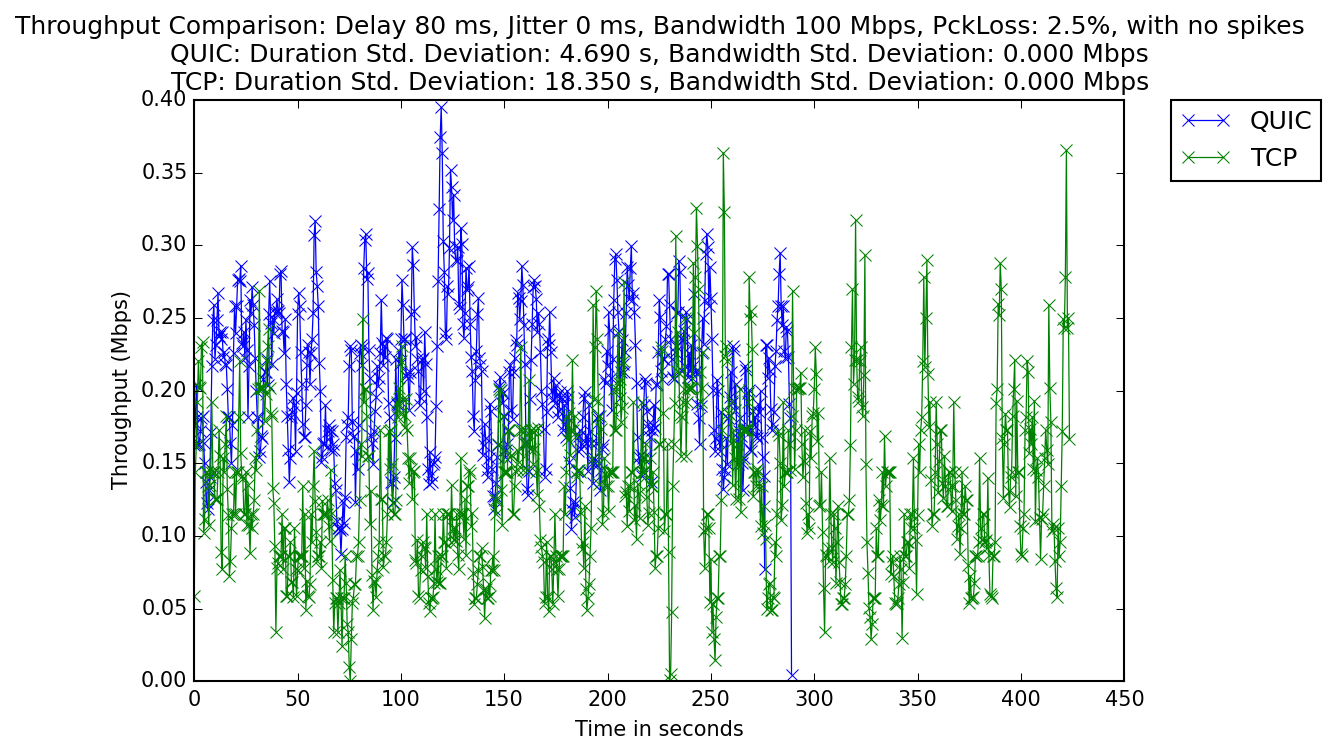 Throughput Comparison: Delay 80 ms, Jitter 0 ms, Bandwidth 100 Mbps, PckLoss: 2.5%, with no spikes
QUIC: Duration Std. Deviation: 4.690 s, Bandwidth Std. Deviation: 0.000 Mbps
TCP: Duration Std. Deviation: 18.350 s, Bandwidth Std. Deviation: 0.000 Mbps
QUIC
TCP
Throughput (Mbps)
0.40
0.35
0.30
0.25
0.20
0.15
0.10
0.05
0.00
0 50 100 150 200 250 300 350 400 450
Time in seconds